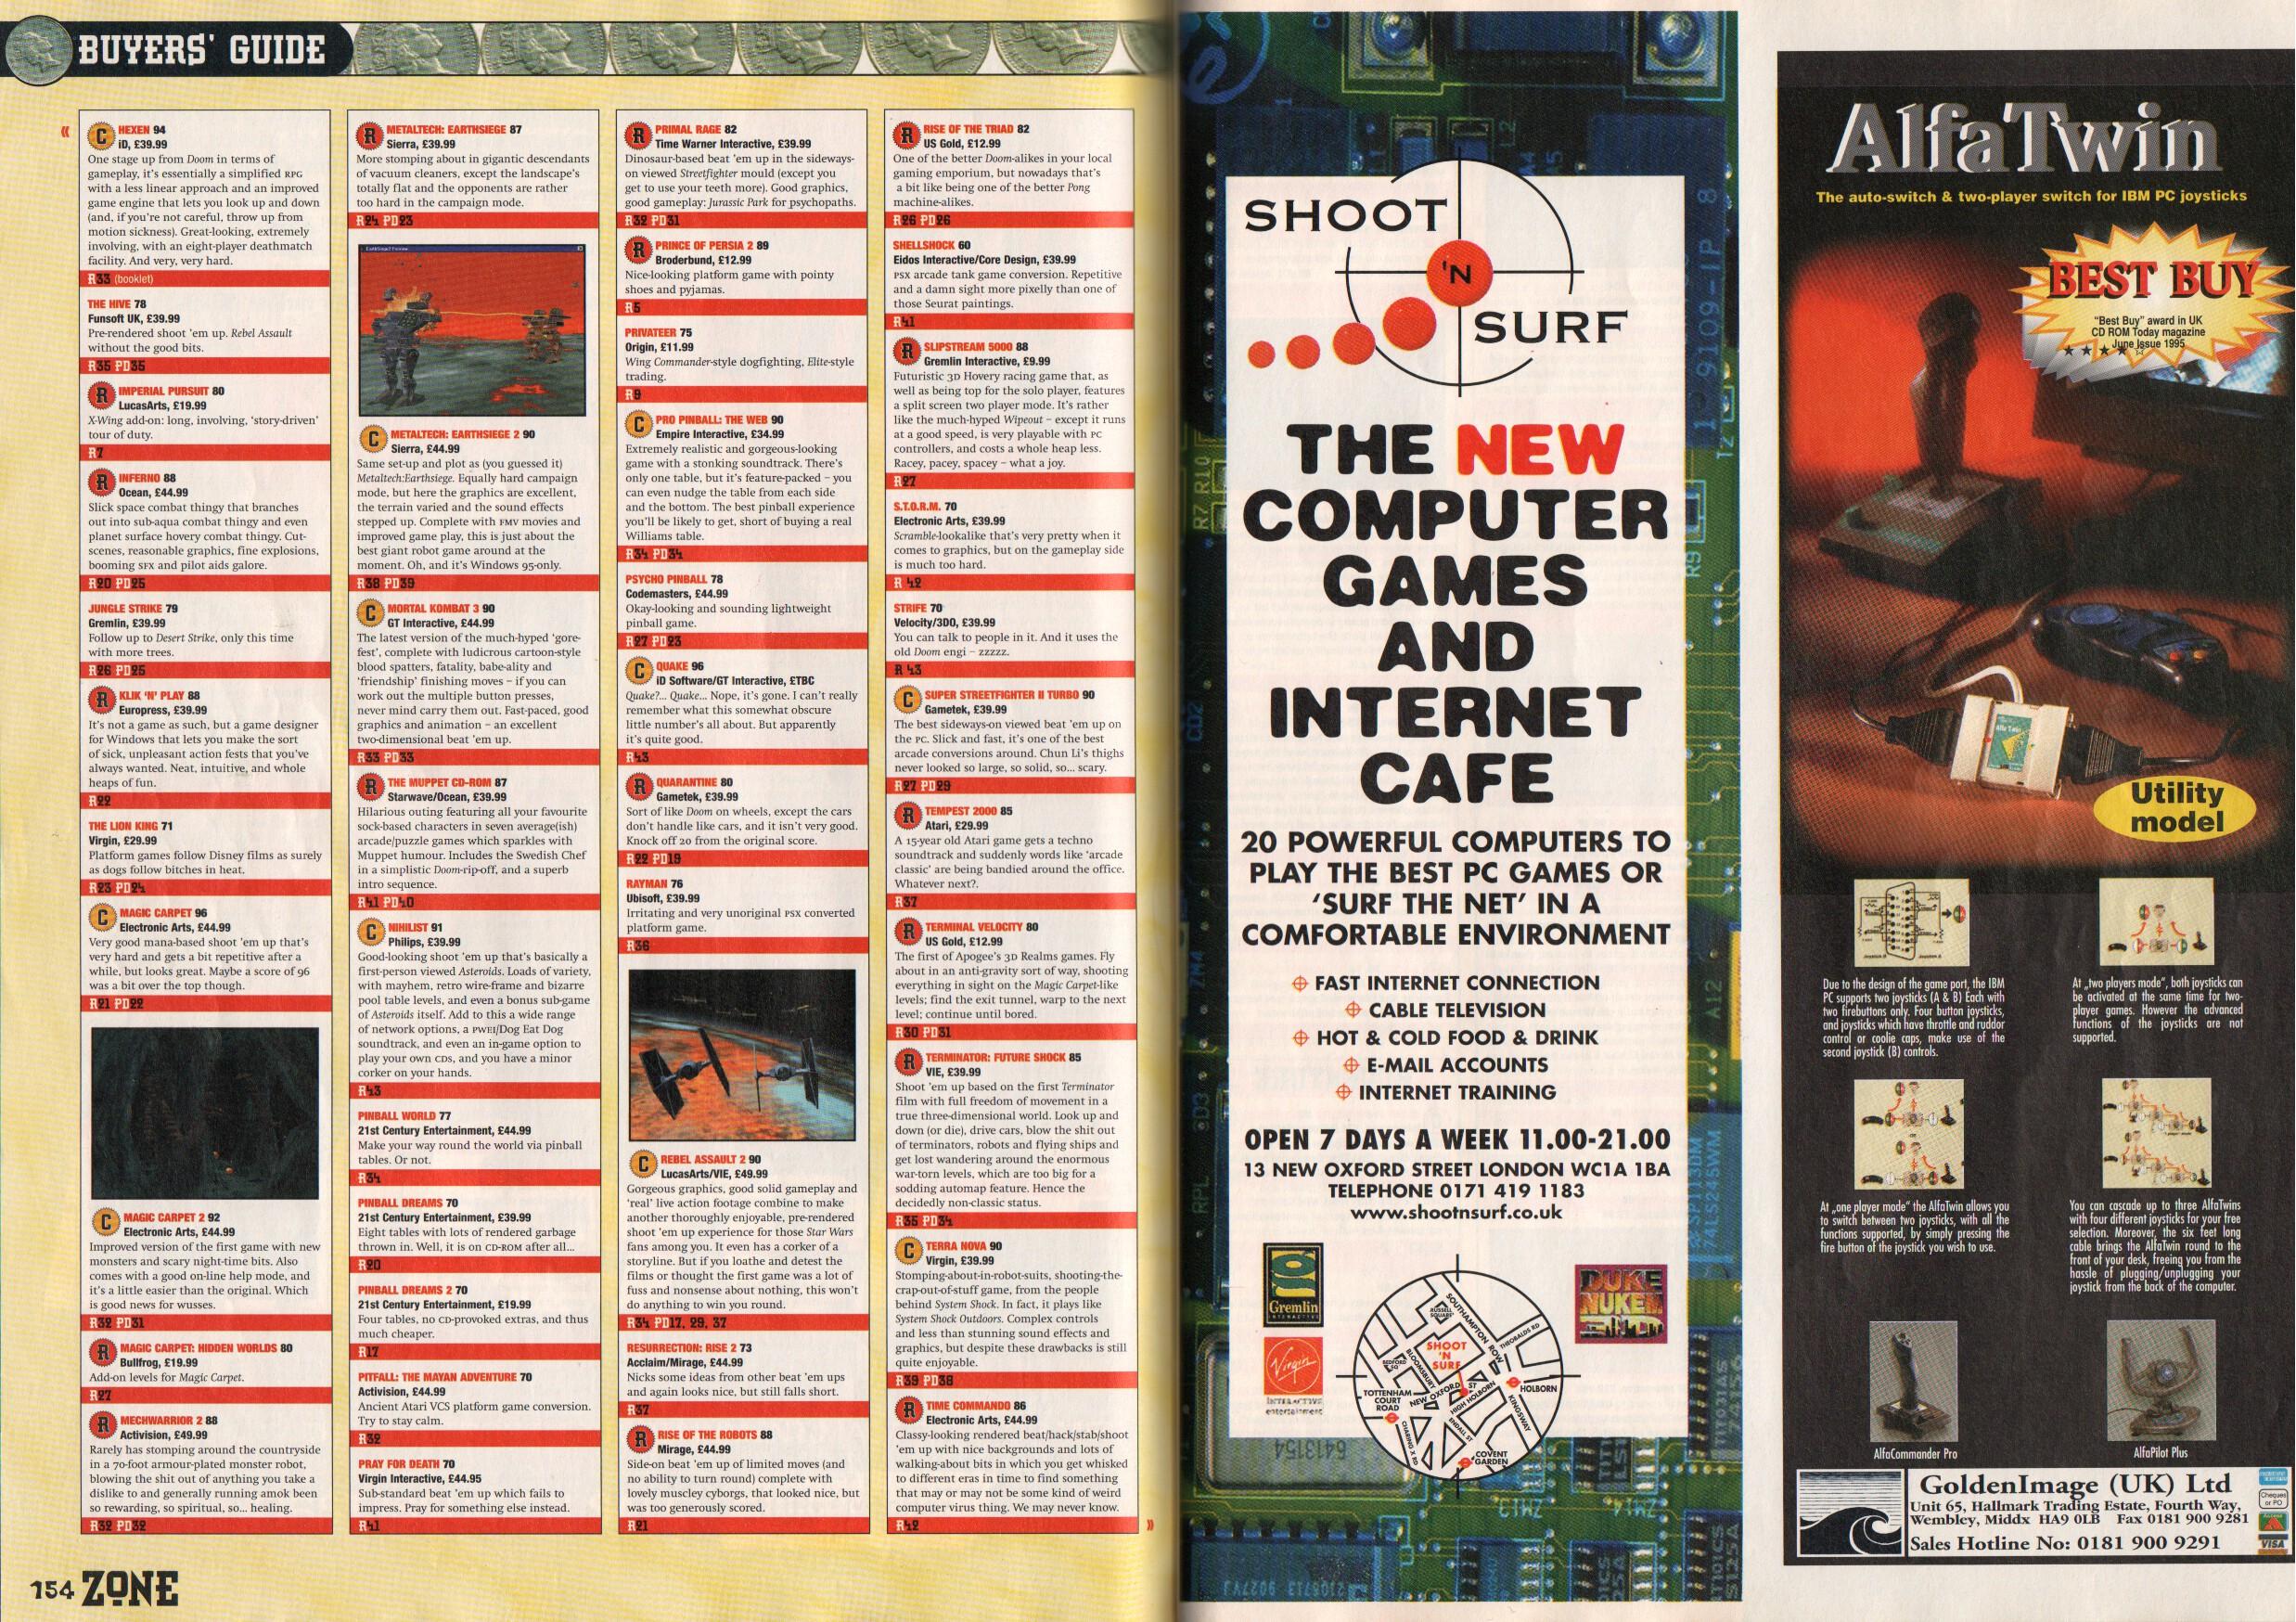 BUYERS' GUIDE
«
C HEXEN 94
iD, £39.99
One stage up from Doom in terms of
gameplay, it's essentially a simplified RPG
with a less linear approach and an improved
game engine that lets you look up and down
(and, if you're not careful, throw up from
motion sickness). Great-looking, extremely
involving, with an eight-player deathmatch
facility. And very, very hard.
R33 (booklet)
THE HIVE 78
Funsoft UK, £39.99
Pre-rendered shoot 'em up. Rebel Assault
without the good bits.
R35 PD35
R IMPERIAL PURSUIT 80
LucasArts, £19.99
X-Wing add-on: long, involving, 'story-driven'
tour of duty.
R7
R INFERNO 88
Ocean, £44.99
Slick space combat thingy that branches
out into sub-aqua combat thingy and even
planet surface hovery combat thingy. Cut-
scenes, reasonable graphics, fine explosions,
booming SFX and pilot aids galore.
R20 PD25
JUNGLE STRIKE 79
Gremlin, £39.99
Follow up to Desert Strike, only this time
with more trees.
R26 PD25
R KLIK 'N' PLAY 88
Europress, £39.99
It's not a game as such, but a game designer
for Windows that lets you make the sort
of sick, unpleasant action fests that you've
always wanted. Neat, intuitive, and whole
heaps of fun.
R22
THE LION KING 71
Virgin, £29.99
Platform games follow Disney films as surely
as dogs follow bitches in heat.
R23 PD24
C MAGIC CARPET 96
Electronic Arts, £44.99
Very good mana-based shoot 'em up that's
very hard and gets a bit repetitive after a
while, but looks great. Maybe a score of 96
was a bit over the top though.
R21 PD22
C MAGIC CARPET 2 92
Electronic Arts, £44.99
Improved version of the first game with new
monsters and scary night-time bits. Also
comes with a good on-line help mode, and
it's a little easier than the original. Which
is good news for wusses.
R32 PD31
R MAGIC CARPET: HIDDEN WORLDS 80
Bullfrog, £19.99
Add-on levels for Magic Carpet.
R27
R MECHWARRIOR 2 88
Activision, £49.99
Rarely has stomping around the countryside
in a 70-foot armour-plated monster robot,
blowing the shit out of anything you take a
dislike to and generally running amok been
so rewarding, so spiritual, so... healing.
R32 PD32
R METALTECH: EARTHSIEGE 87
Sierra, £39.99
More stomping about in gigantic descendants
of vacuum cleaners, except the landscape's
totally flat and the opponents are rather
too hard in the campaign mode.
R24 PD23
C METALTECH: EARTHSIEGE 2 90
Sierra, £44.99
Same set-up and plot as (you guessed it)
Metaltech:Earthsiege. Equally hard campaign
mode, but here the graphics are excellent,
the terrain varied and the sound effects
stepped up. Complete with FMV movies and
improved game play, this is just about the
best giant robot game around at the
moment. Oh, and it's Windows 95-only.
R38 PD39
C MORTAL KOMBAT 3 90
GT Interactive, £44.99
The latest version of the much-hyped 'gore-
fest', complete with ludicrous cartoon-style
blood spatters, fatality, babe-ality and
'friendship' finishing moves – if you can
work out the multiple button presses,
never mind carry them out. Fast-paced, good
graphics and animation – an excellent
two-dimensional beat 'em up.
R33 PD33
R THE MUPPET CD-ROM 87
Starwave/Ocean, £39.99
Hilarious outing featuring all your favourite
sock-based characters in seven average(ish)
arcade/puzzle games which sparkles with
Muppet humour. Includes the Swedish Chef
in a simplistic Doom-rip-off, and a superb
intro sequence.
R41 PD40
C NIHILIST 91
Philips, £39.99
Good-looking shoot 'em up that's basically a
first-person viewed Asteroids. Loads of variety,
with mayhem, retro wire-frame and bizarre
pool table levels, and even a bonus sub-game
of Asteroids itself. Add to this a wide range
of network options, a PWEI/Dog Eat Dog
soundtrack, and even an in-game option to
play your own CDs, and you have a minor
corker on your hands.
R43
PINBALL WORLD 77
21st Century Entertainment, £44.99
Make your way round the world via pinball
tables. Or not.
R34
PINBALL DREAMS 70
21st Century Entertainment, £39.99
Eight tables with lots of rendered garbage
thrown in. Well, it is on CD-ROM after all...
R20
PINBALL DREAMS 2 70
21st Century Entertainment, £19.99
Four tables, no CD-provoked extras, and thus
much cheaper.
R17
PITFALL: THE MAYAN ADVENTURE 70
Activision, £44.99
Ancient Atari VCS platform game conversion.
Try to stay calm.
R32
PRAY FOR DEATH 70
Virgin Interactive, £44.95
Sub-standard beat 'em up which fails to
impress. Pray for something else instead.
R41
R PRIMAL RAGE 82
Time Warner Interactive, £39.99
Dinosaur-based beat 'em up in the sideways-
on viewed Streetfighter mould (except you
get to use your teeth more). Good graphics,
good gameplay: Jurassic Park for psychopaths.
R32 PD31
R PRINCE OF PERSIA 2 89
Broderbund, £12.99
Nice-looking platform game with pointy
shoes and pyjamas.
R5
PRIVATEER 75
Origin, £11.99
Wing Commander-style dogfighting, Elite-style
trading.
R9
C PRO PINBALL: THE WEB 90
Empire Interactive, £34.99
Extremely realistic and gorgeous-looking
game with a stonking soundtrack. There's
only one table, but it's feature-packed – you
can even nudge the table from each side
and the bottom. The best pinball experience
you'll be likely to get, short of buying a real
Williams table.
R34 PD34
PSYCHO PINBALL 78
Codemasters, £44.99
Okay-looking and sounding lightweight
pinball game.
R27 PD23
C QUAKE 96
iD Software/GT Interactive, £TBC
Quake?... Quake... Nope, it's gone. I can't really
remember what this somewhat obscure
little number's all about. But apparently
it's quite good.
R43
R QUARANTINE 80
Gametek, £39.99
Sort of like Doom on wheels, except the cars
don't handle like cars, and it isn't very good.
Knock off 20 from the original score.
R22 PD19
RAYMAN 76
Ubisoft, £39.99
Irritating and very unoriginal PSX converted
platform game.
R36
C REBEL ASSAULT 2 90
LucasArts/VIE, £49.99
Gorgeous graphics, good solid gameplay and
'real' live action footage combine to make
another thoroughly enjoyable, pre-rendered
shoot 'em up experience for those Star Wars
fans among you. It even has a corker of a
storyline. But if you loathe and detest the
films or thought the first game was a lot of
fuss and nonsense about nothing, this won't
do anything to win you round.
R34 PD17, 29, 37
RESURRECTION: RISE 2 73
Acclaim/Mirage, £44.99
Nicks some ideas from other beat 'em ups
and again looks nice, but still falls short.
R37
R RISE OF THE ROBOTS 88
Mirage, £44.99
Side-on beat 'em up of limited moves (and
no ability to turn round) complete with
lovely muscley cyborgs, that looked nice, but
was too generously scored.
R21
R RISE OF THE TRIAD 82
US Gold, £12.99
One of the better Doom-alikes in your local
gaming emporium, but nowadays that's
a bit like being one of the better Pong
machine-alikes.
R26 PD26
SHELLSHOCK 60
Eidos Interactive/Core Design, £39.99
PSX arcade tank game conversion. Repetitive
and a damn sight more pixelly than one of
those Seurat paintings.
R41
R SLIPSTREAM 5000 88
Gremlin Interactive, £9.99
Futuristic 3D Hovery racing game that, as
well as being top for the solo player, features
a split screen two player mode. It's rather
like the much-hyped Wipeout – except it runs
at a good speed, is very playable with PC
controllers, and costs a whole heap less.
Racey, pacey, spacey – what a joy.
R27
S.T.O.R.M. 70
Electronic Arts, £39.99
Scramble-lookalike that's very pretty when it
comes to graphics, but on the gameplay side
is much too hard.
R 42
STRIFE 70
Velocity/3DO, £39.99
You can talk to people in it. And it uses the
old Doom engi – zzzzz.
R 43
C SUPER STREETFIGHTER II TURBO 90
Gametek, £39.99
The best sideways-on viewed beat 'em up on
the PC. Slick and fast, it's one of the best
arcade conversions around. Chun Li's thighs
never looked so large, so solid, so... scary.
R27 PD29
R TEMPEST 2000 85
Atari, £29.99
A 15-year old Atari game gets a techno
soundtrack and suddenly words like 'arcade
classic' are being bandied around the office.
Whatever next?.
R37
R TERMINAL VELOCITY 80
US Gold, £12.99
The first of Apogee's 3D Realms games. Fly
about in an anti-gravity sort of way, shooting
everything in sight on the Magic Carpet-like
levels; find the exit tunnel, warp to the next
level; continue until bored.
R30 PD31
R TERMINATOR: FUTURE SHOCK 85
VIE, £39.99
Shoot 'em up based on the first Terminator
film with full freedom of movement in a
true three-dimensional world. Look up and
down (or die), drive cars, blow the shit out
of terminators, robots and flying ships and
get lost wandering around the enormous
war-torn levels, which are too big for a
sodding automap feature. Hence the
decidedly non-classic status.
R35 PD34
C TERRA NOVA 90
Virgin, £39.99
Stomping-about-in-robot-suits, shooting-the-
crap-out-of-stuff game, from the people
behind System Shock. In fact, it plays like
System Shock Outdoors. Complex controls
and less than stunning sound effects and
graphics, but despite these drawbacks is still
quite enjoyable.
R39 PD38
R TIME COMMANDO 86
Electronic Arts, £44.99
Classy-looking rendered beat/hack/stab/shoot
'em up with nice backgrounds and lots of
walking-about bits in which you get whisked
to different eras in time to find something
that may or may not be some kind of weird
computer virus thing. We may never know.
R42
»
154 ZONE
SHOOT
'N
SURF
THE NEW
COMPUTER
GAMES
AND
INTERNET
CAFE
20 POWERFUL COMPUTERS TO
PLAY THE BEST PC GAMES OR
'SURF THE NET' IN A
COMFORTABLE ENVIRONMENT
FAST INTERNET CONNECTION
CABLE TELEVISION
HOT & COLD FOOD & DRINK
E-MAIL ACCOUNTS
INTERNET TRAINING
OPEN 7 DAYS A WEEK 11.00-21.00
13 NEW OXFORD STREET LONDON WC1A 1BA
TELEPHONE 0171 419 1183
www.shootnsurf.co.uk
Gremlin
INTERACTIVE
Virgin
INTERACTIVE
entertainment
DUKE
NUKEM
3D
RUSSELL
SQUARE
SOUTHAMPTON ROW
THEOBALDS RD
BEDFORD
SQ
BLOOMSBURY
SHOOT
'N
SURF
TOTTENHAM
COURT
ROAD
NEW OXFORD ST
HIGH HOLBORN
HOLBORN
KINGSWAY
ENDALL ST
CHARING X RD
COVENT
GARDEN
AlfaTwin
The auto-switch & two-player switch for IBM PC joysticks
BEST BUY
"Best Buy" award in UK
CD ROM Today magazine
June Issue 1995
Alfa Twin
Utility
model
Due to the design of the game port, the IBM
PC supports two joysticks (A & B) Each with
two firebuttons only. Four button joysticks,
and joysticks which have throttle and ruddor
control or coolie caps, make use of the
second joystick (B) controls.
At „two players mode", both joysticks can
be activated at the same time for two-
player games. However the advanced
functions of the joysticks are not
supported.
At „one player mode" the AlfaTwin allows you
to switch between two joysticks, with all the
functions supported, by simply pressing the
fire button of the joystick you wish to use.
You can cascade up to three AlfaTwins
with four different joysticks for your free
selection. Moreover, the six feet long
cable brings the AlfaTwin round to the
front of your desk, freeing you from the
hassle of plugging/unplugging your
joystick from the back of the computer.
AlfaCommander Pro
AlfaPilot Plus
GoldenImage (UK) Ltd
Unit 65, Hallmark Trading Estate, Fourth Way,
Wembley, Middx HA9 0LB Fax 0181 900 9281
Sales Hotline No: 0181 900 9291
Cheques
or PO
VISA